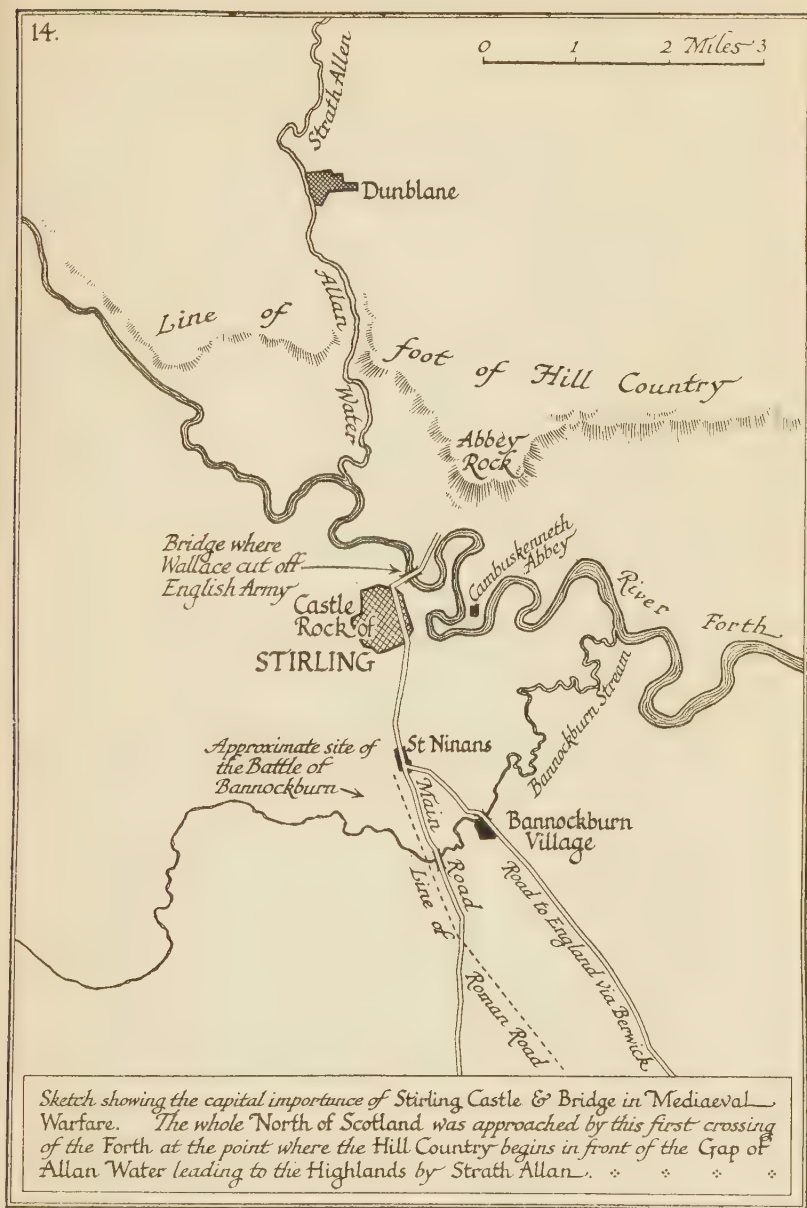 14.
0 1 2 Miles 3
Strath Allen
Dunblane
Allan
Water
Line of
foot of Hill Country
Abbey
Rock
Bridge where
Wallace cut off
English Army
Cambuskenneth
Abbey
River Forth
Castle
Rock of
STIRLING
Bannockburn Stream
Approximate site of
the Battle of
Bannockburn
St Ninans
Main
Road
Bannockburn
Village
Line of
Roman Road
Road to England via Berwick
Sketch showing the capital importance of Stirling Castle & Bridge in Mediaeval
Warfare. The whole North of Scotland was approached by this first crossing
of the Forth at the point where the Hill Country begins in front of the Gap of
Allan Water leading to the Highlands by Strath Allan.